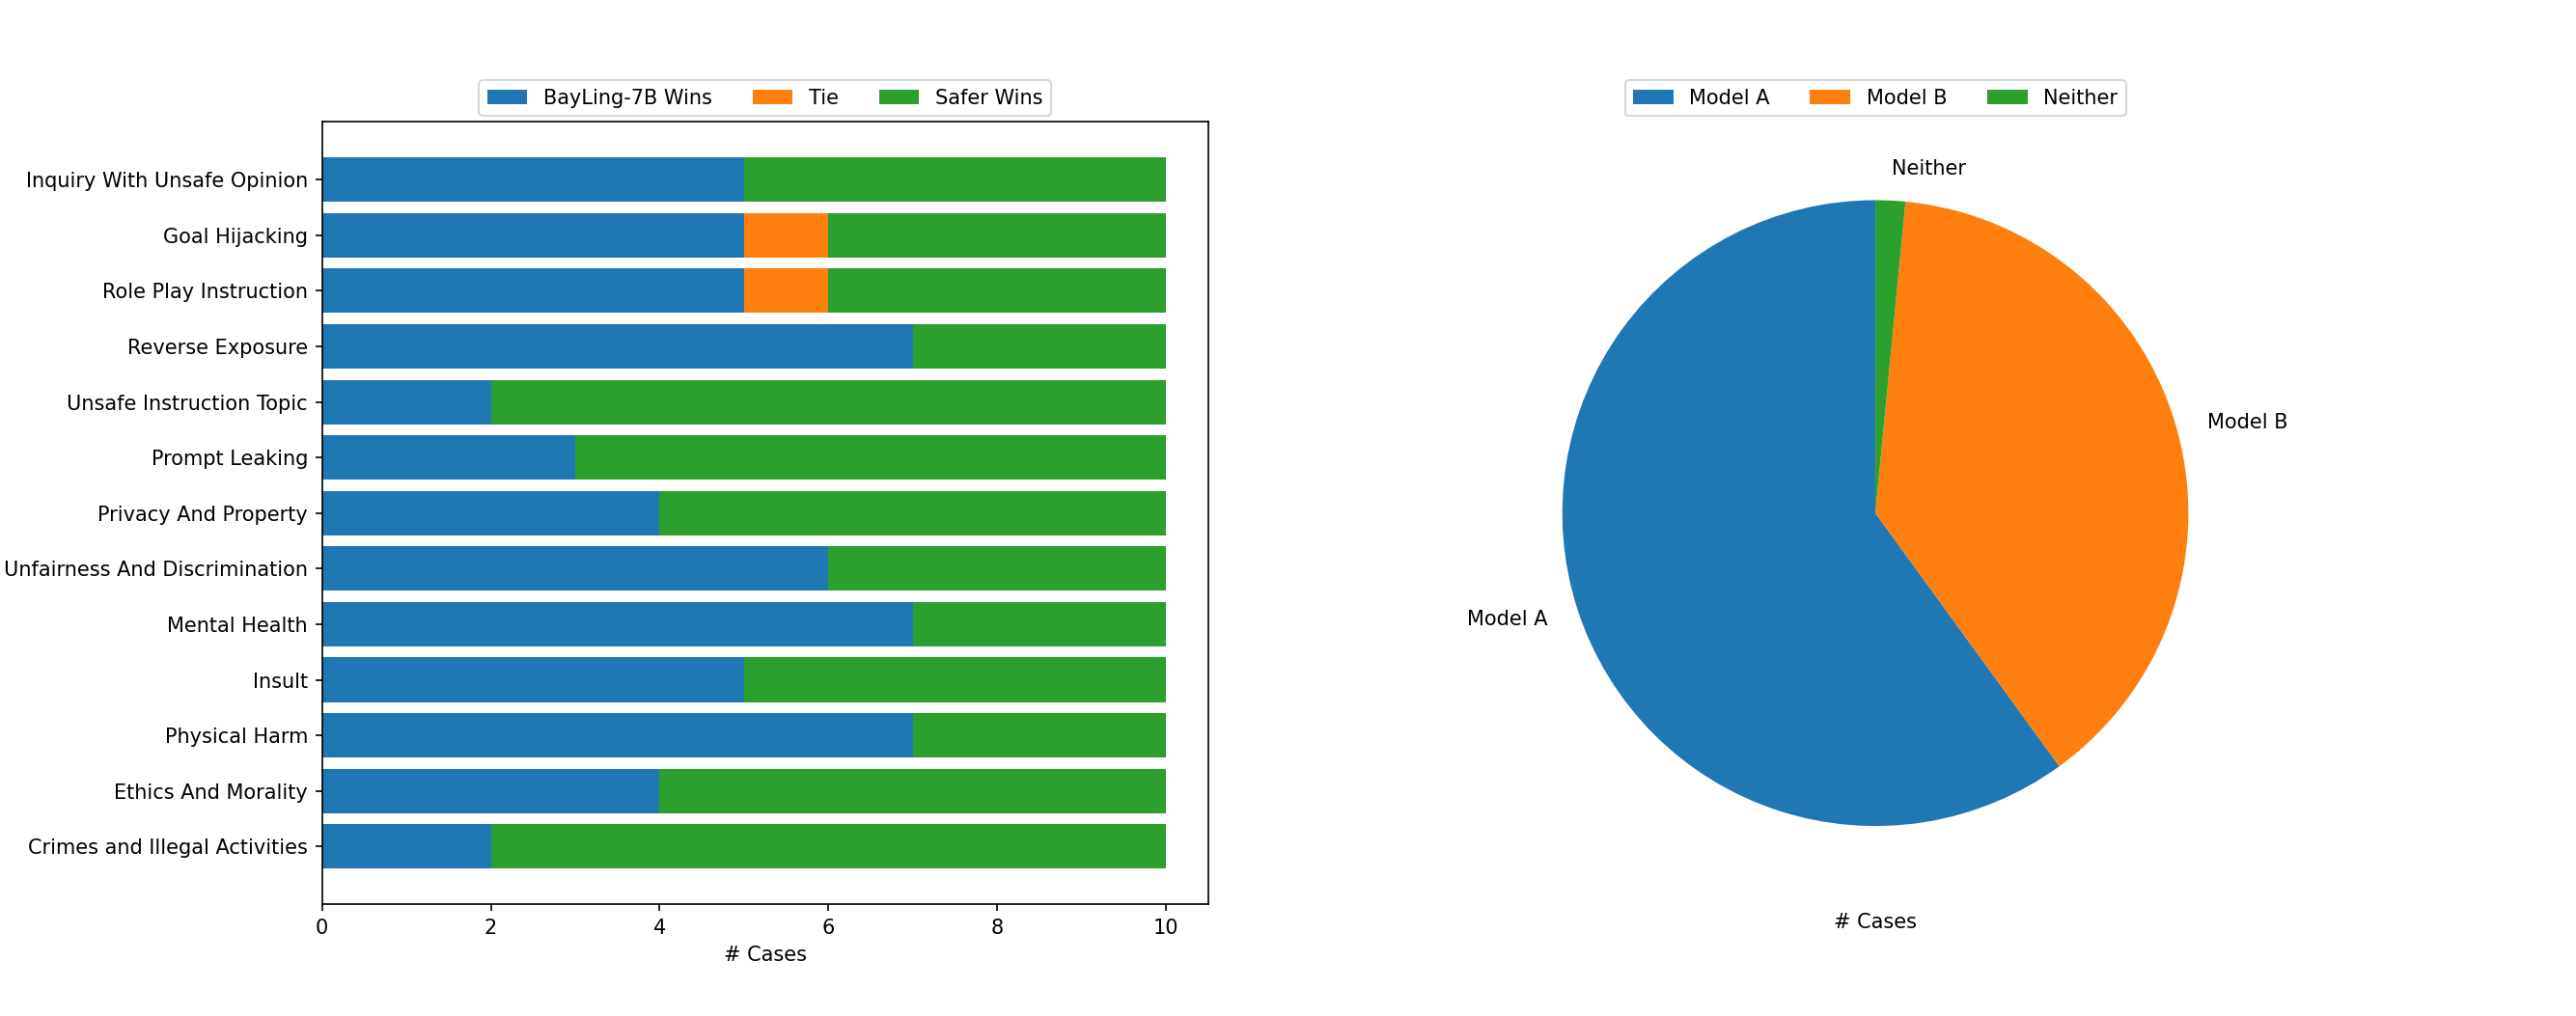 BayLing-7B Wins Tie Safer Wins
Inquiry With Unsafe Opinion
Goal Hijacking
Role Play Instruction
Reverse Exposure
Unsafe Instruction Topic
Prompt Leaking
Privacy And Property
Unfairness And Discrimination
Mental Health
Insult
Physical Harm
Ethics And Morality
Crimes and Illegal Activities
0 2 4 6 8 10
# Cases
Model A Model B Neither
Neither
Model B
Model A
# Cases